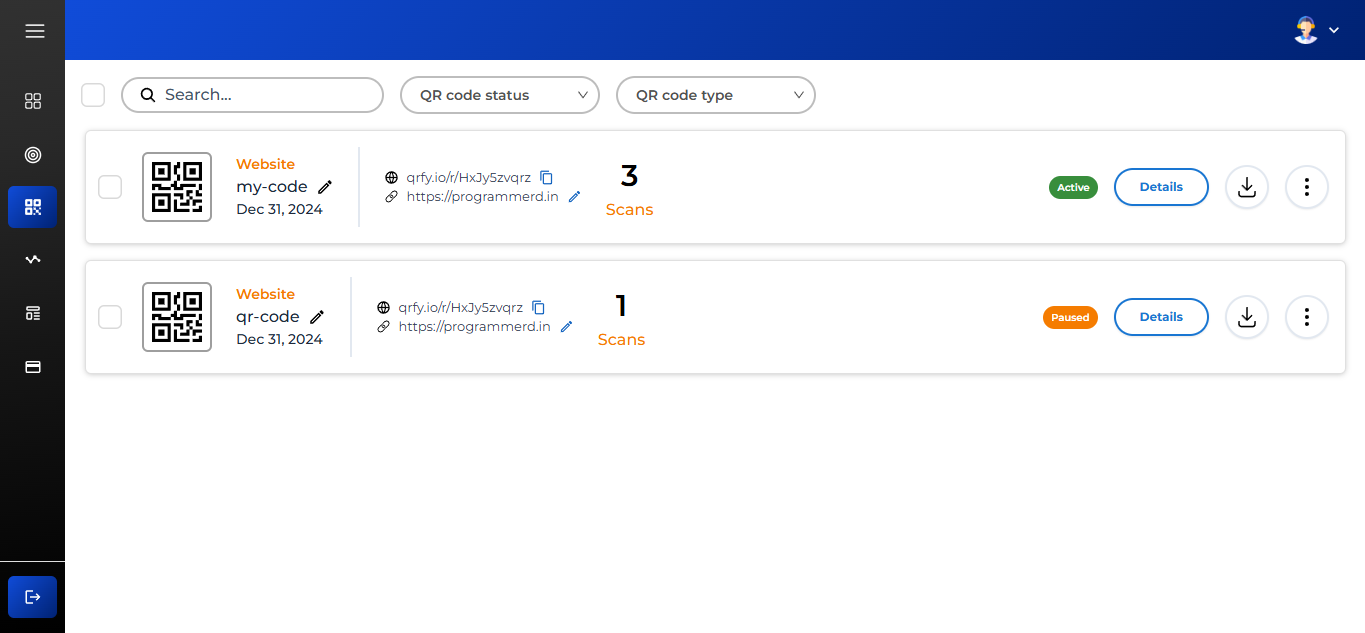 Search...
QR code status
QR code type
Website
my-code
Dec 31, 2024
qrfy.io/r/HxJy5zvqrz
https://programmerd.in
3
Scans
Active
Details
Website
qr-code
Dec 31, 2024
qrfy.io/r/HxJy5zvqrz
https://programmerd.in
1
Scans
Paused
Details